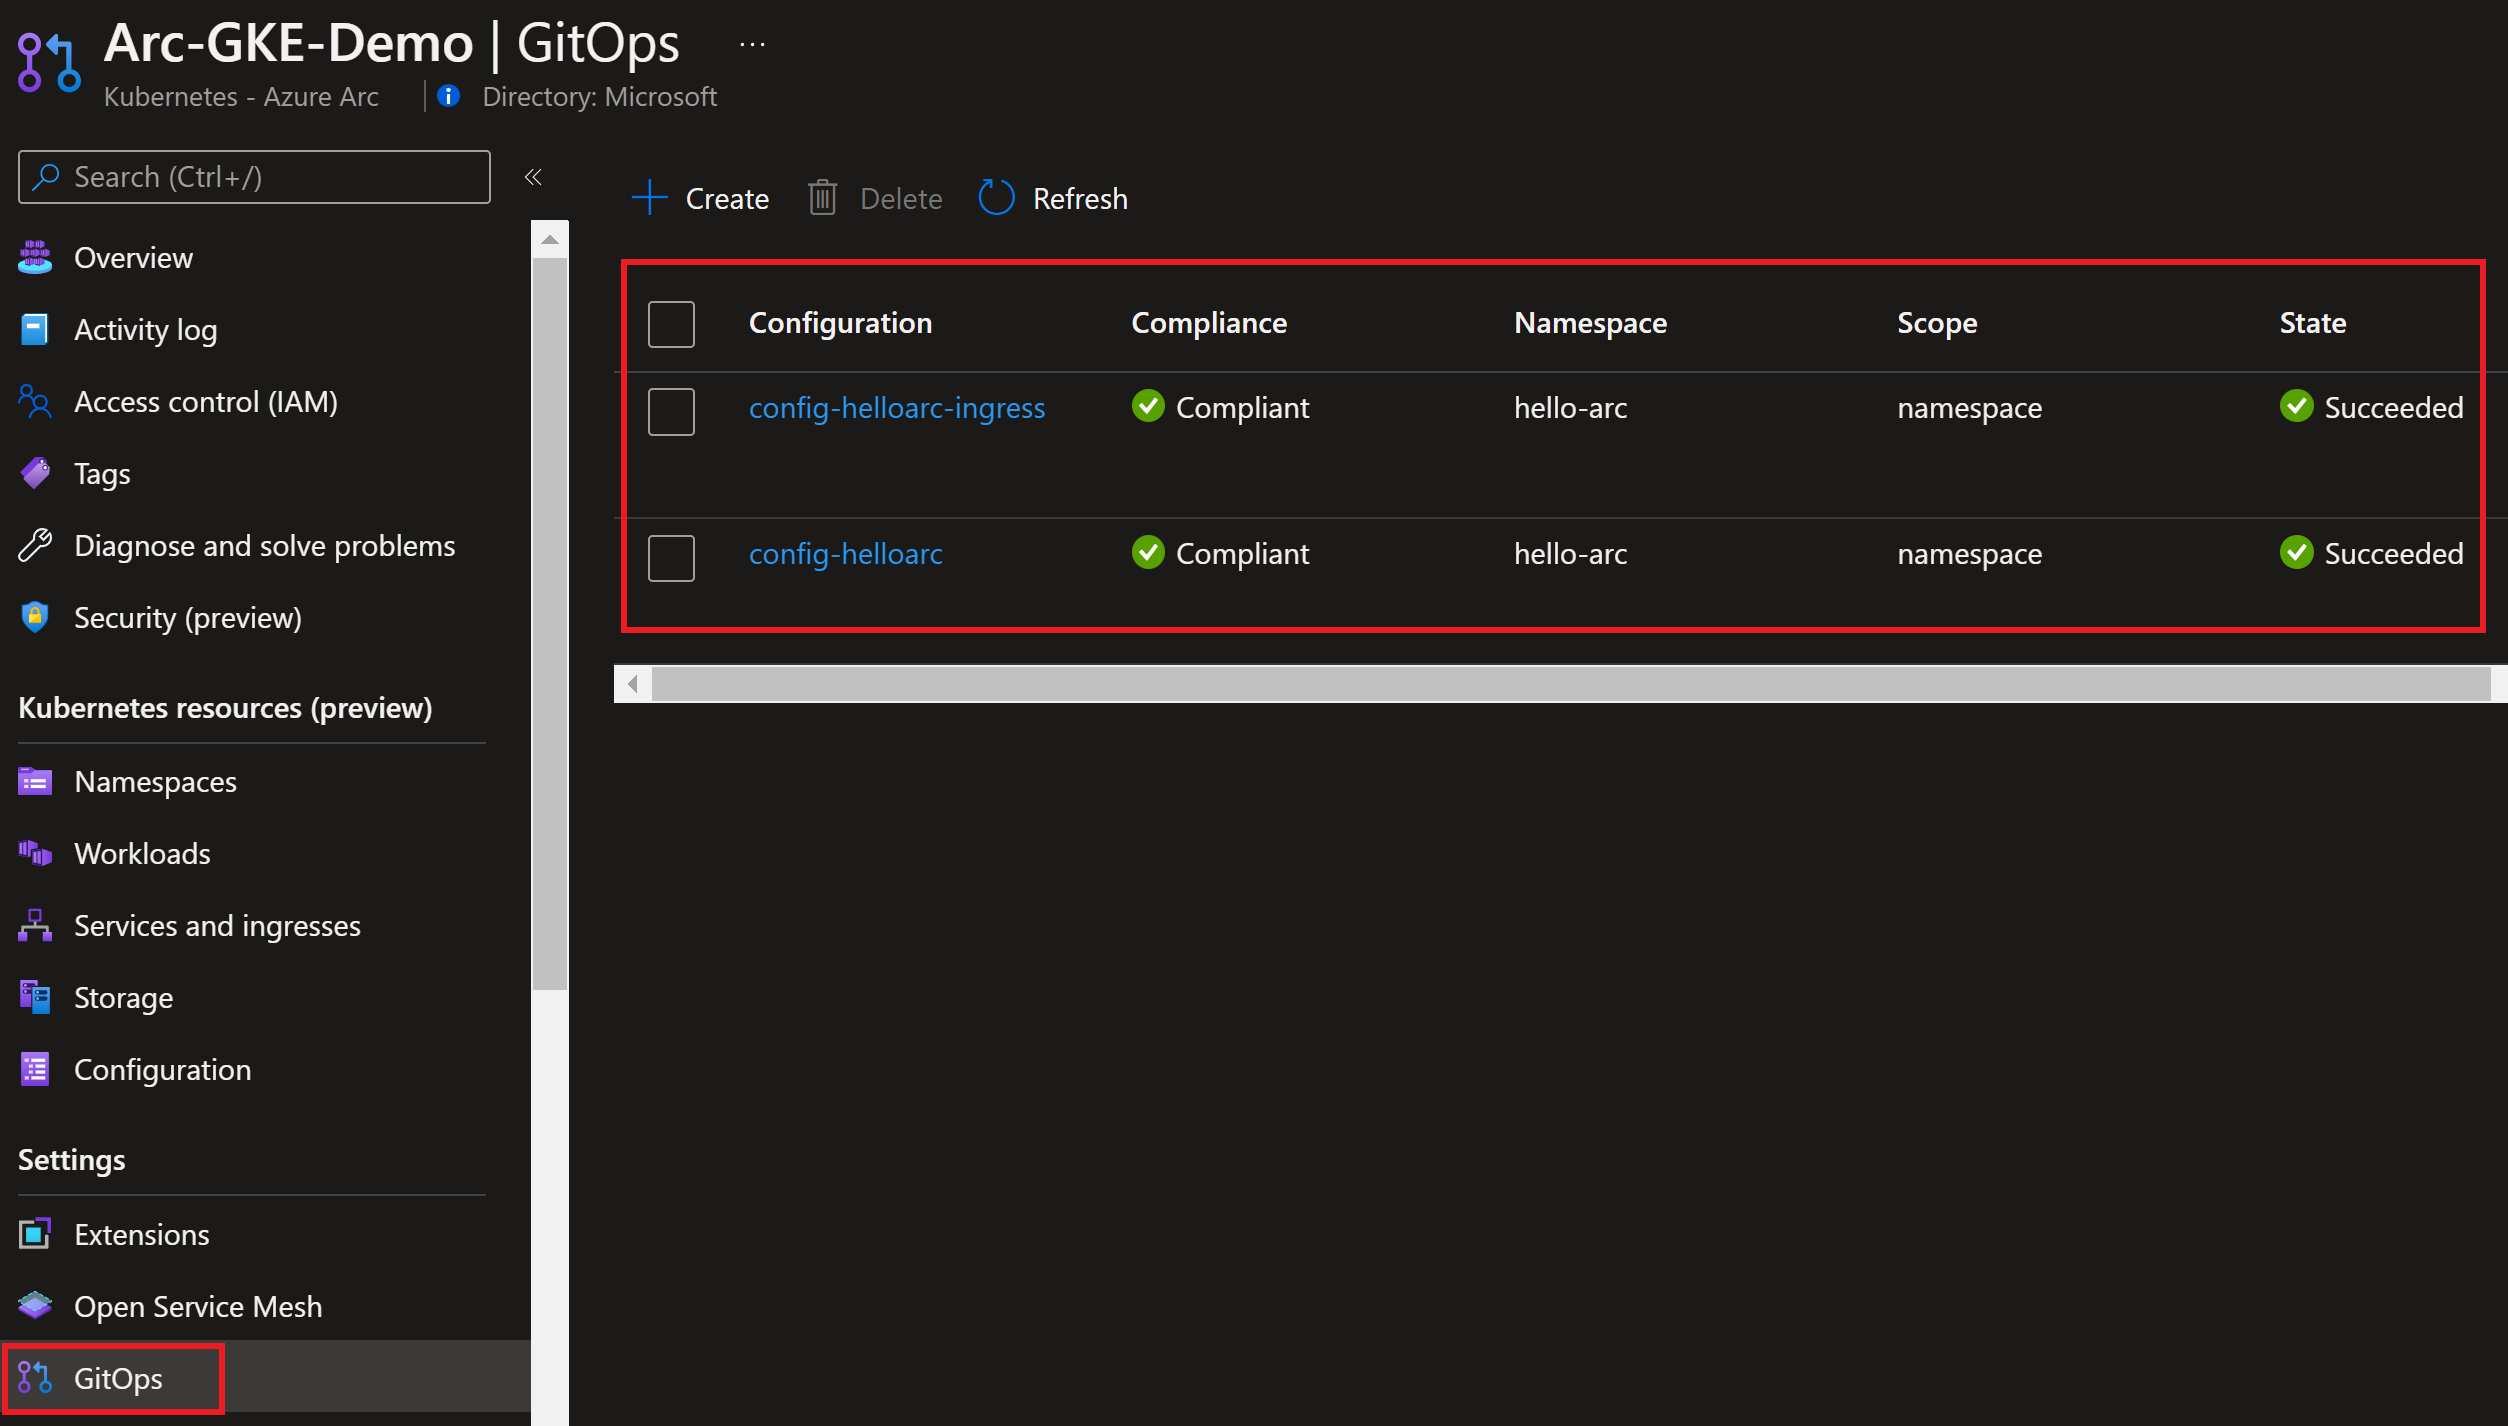 Arc-GKE-Demo | GitOps ...
Kubernetes - Azure Arc | Directory: Microsoft
Search (Ctrl+/)
«
Overview
Activity log
Access control (IAM)
Tags
Diagnose and solve problems
Security (preview)
Kubernetes resources (preview)
Namespaces
Workloads
Services and ingresses
Storage
Configuration
Settings
Extensions
Open Service Mesh
GitOps
Create Delete Refresh
Configuration Compliance Namespace Scope State
config-helloarc-ingress Compliant hello-arc namespace Succeeded
config-helloarc Compliant hello-arc namespace Succeeded